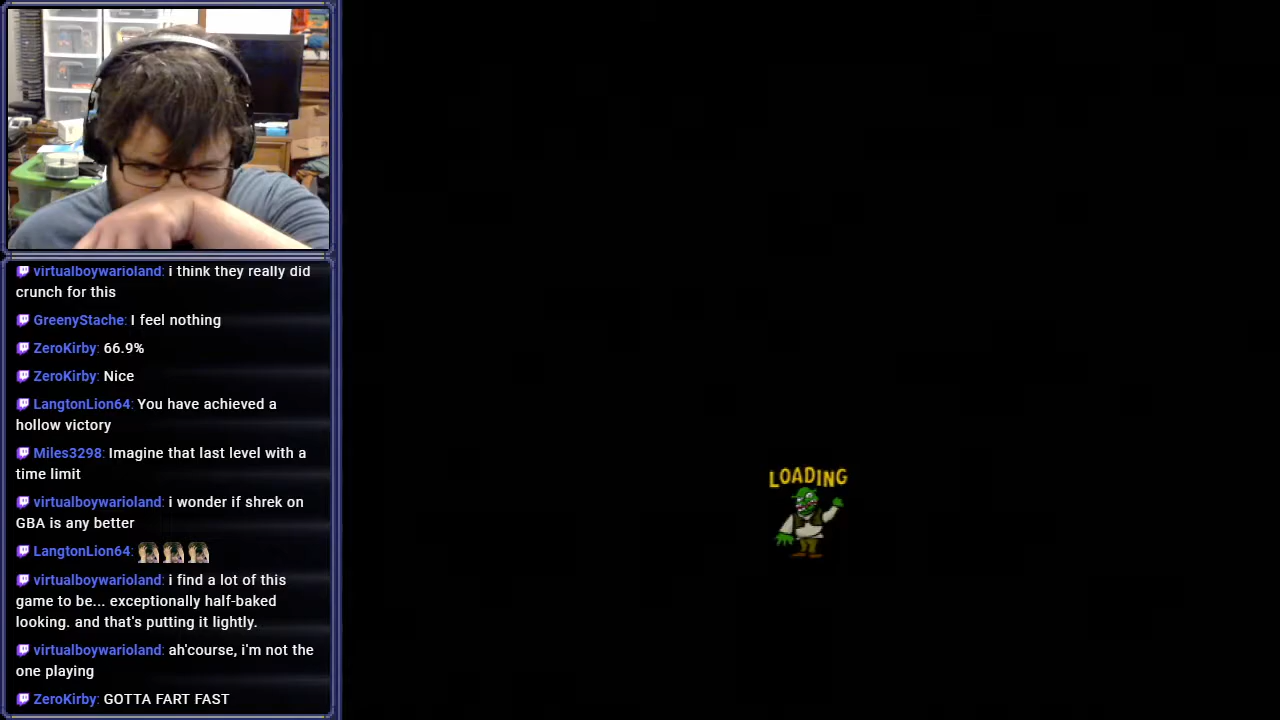 virtualboywarioland: i think they really did
crunch for this
GreenyStache: I feel nothing
ZeroKirby: 66.9%
ZeroKirby: Nice
LangtonLion64: You have achieved a
hollow victory
Miles3298: Imagine that last level with a
time limit
virtualboywarioland: i wonder if shrek on
GBA is any better
LangtonLion64:
virtualboywarioland: i find a lot of this
game to be... exceptionally half-baked
looking. and that's putting it lightly.
virtualboywarioland: ah'course, i'm not the
one playing
ZeroKirby: GOTTA FART FAST
LOADING